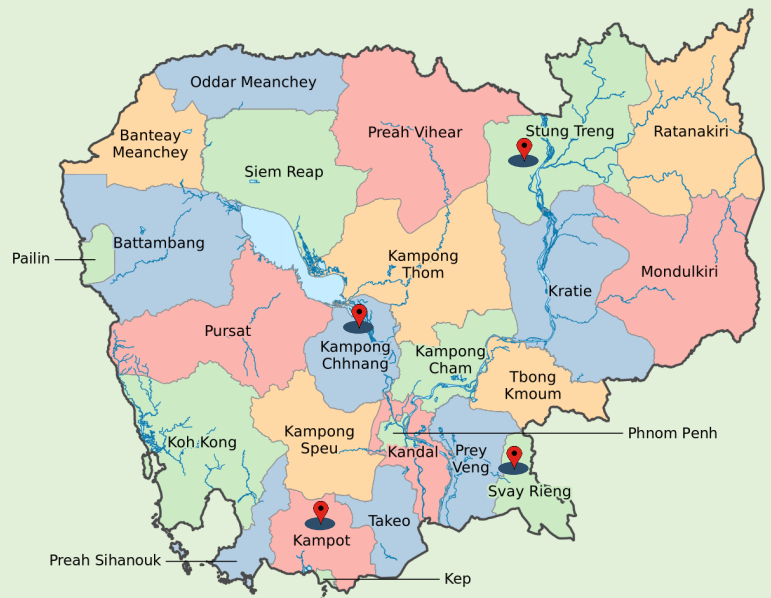 Oddar Meanchey
Banteay
Meanchey
Preah Vihear
Stung Treng
Ratanakiri
Siem Reap
Battambang
Pailin
Kampong
Thom
Mondulkiri
Kratie
Pursat
Kampong
Chhnang
Kampong
Cham
Tbong
Kmoum
Koh Kong
Kampong
Speu
Kandal
Phnom Penh
Prey
Veng
Svay Rieng
Takeo
Kampot
Preah Sihanouk
Kep